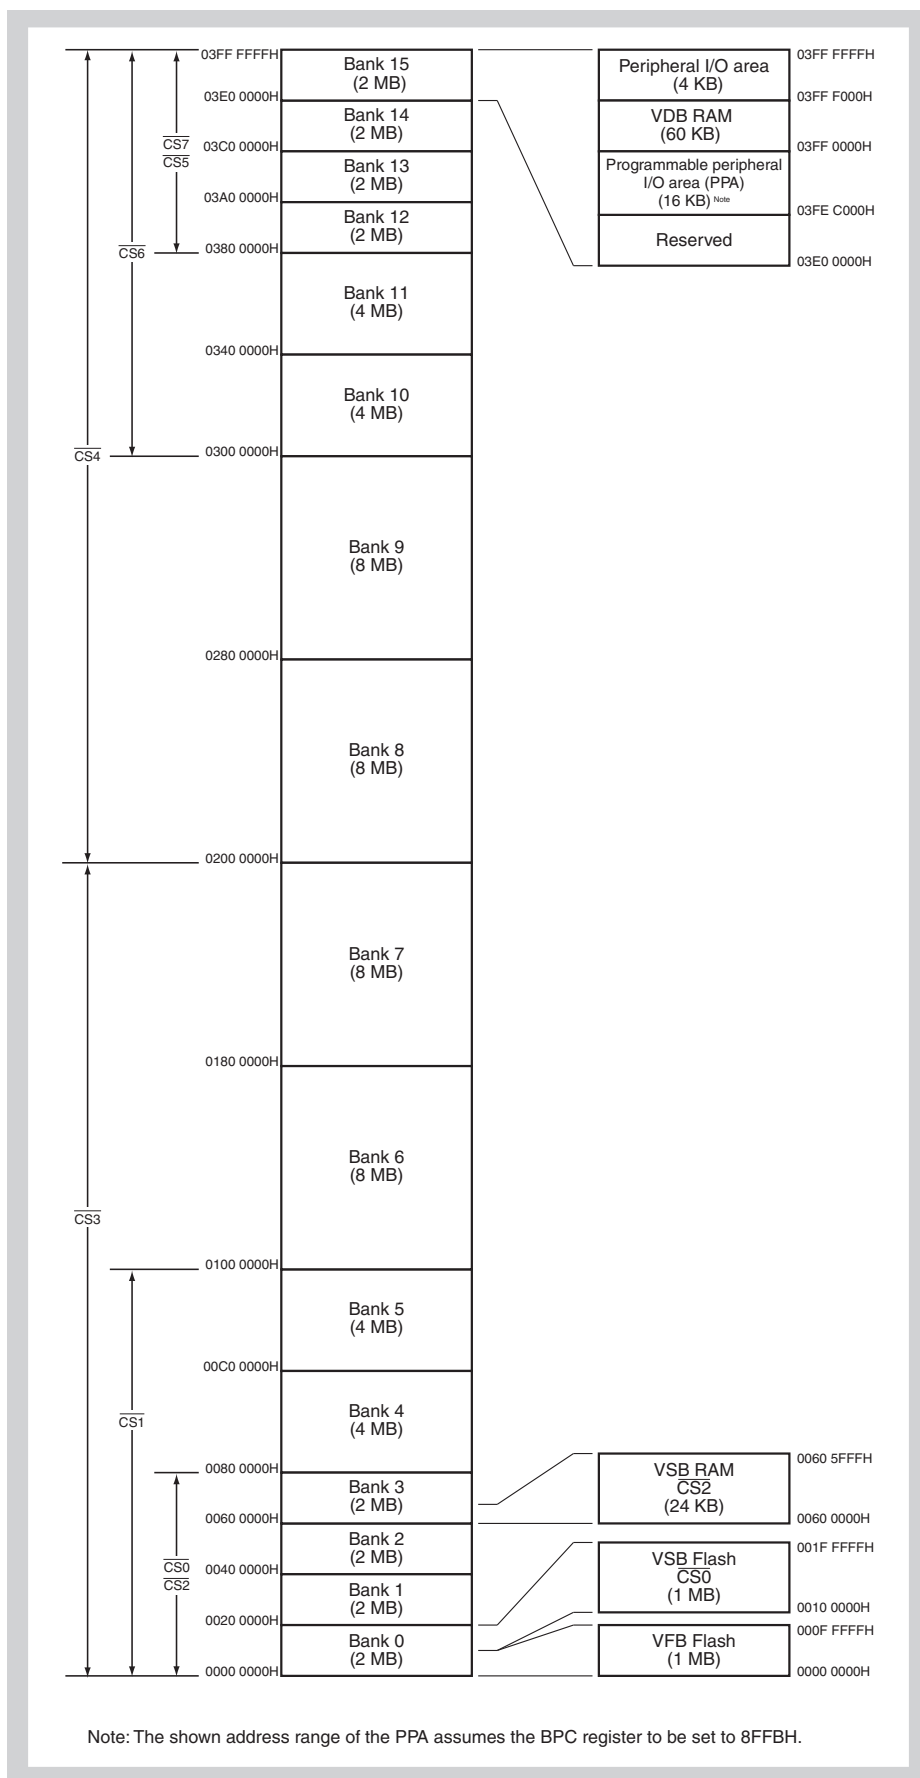 03FF FFFFH
Bank 15
(2 MB)
03E0 0000H
Bank 14
(2 MB)
CS7
CS5
03C0 0000H
Bank 13
(2 MB)
03A0 0000H
Bank 12
(2 MB)
CS6
0380 0000H
Bank 11
(4 MB)
0340 0000H
Bank 10
(4 MB)
CS4
0300 0000H
Bank 9
(8 MB)
0280 0000H
Bank 8
(8 MB)
0200 0000H
Bank 7
(8 MB)
0180 0000H
Bank 6
(8 MB)
CS3
0100 0000H
Bank 5
(4 MB)
00C0 0000H
CS1
Bank 4
(4 MB)
0080 0000H
Bank 3
(2 MB)
0060 0000H
Bank 2
(2 MB)
CS0
CS2
0040 0000H
Bank 1
(2 MB)
0020 0000H
Bank 0
(2 MB)
0000 0000H
Peripheral I/O area
(4 KB)
03FF FFFFH
03FF F000H
VDB RAM
(60 KB)
03FF 0000H
Programmable peripheral
I/O area (PPA)
(16 KB) Note
03FE C000H
Reserved
03E0 0000H
0060 5FFFH
VSB RAM
CS2
(24 KB)
0060 0000H
001F FFFFH
VSB Flash
CS0
(1 MB)
0010 0000H
000F FFFFH
VFB Flash
(1 MB)
0000 0000H
Note: The shown address range of the PPA assumes the BPC register to be set to 8FFBH.